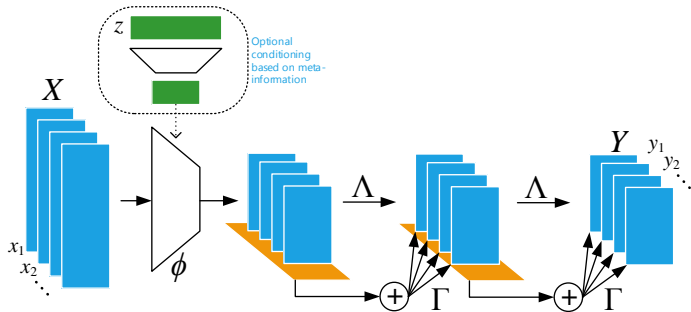 z
Optional
conditioning
based on meta-
information
X
x₁
x₂
⋱
ϕ
Λ
+
Γ
Λ
+
Γ
Y
y₁
y₂
⋱